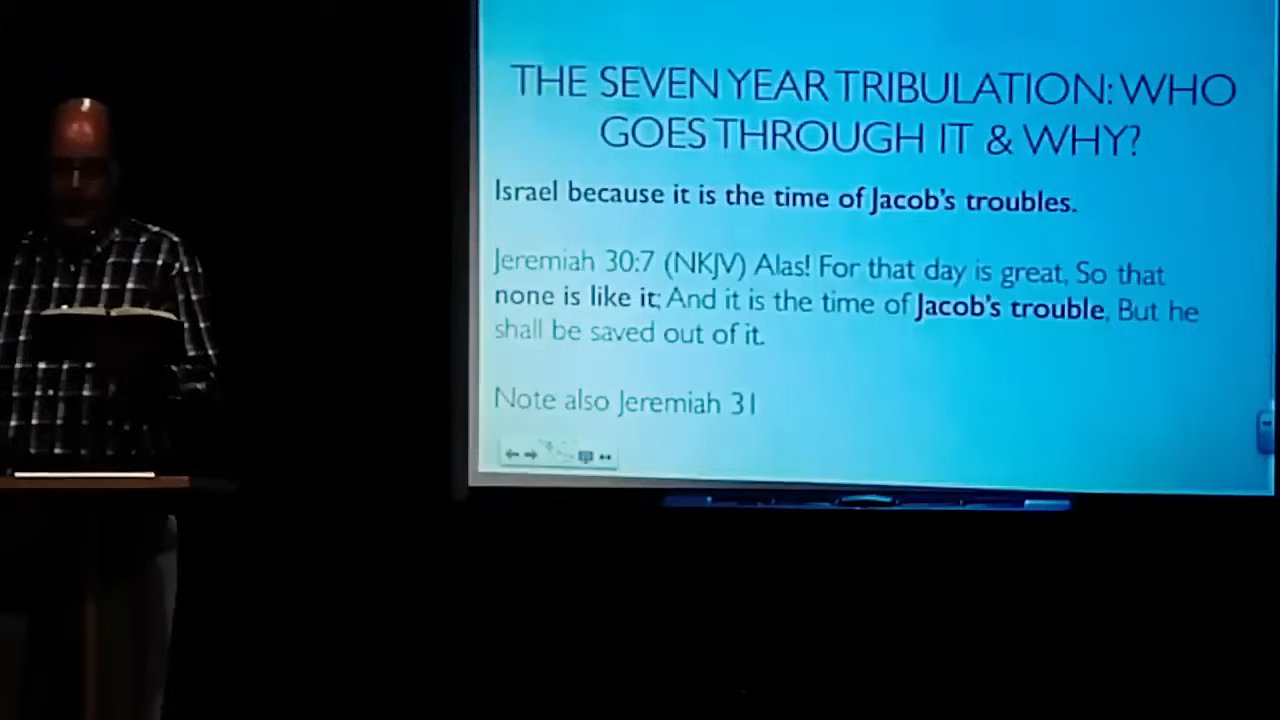 THE SEVEN YEAR TRIBULATION: WHO
GOES THROUGH IT & WHY?
Israel because it is the time of Jacob's troubles.
Jeremiah 30:7 (NKJV) Alas! For that day is great, So that
none is like it; And it is the time of Jacob's trouble, But he
shall be saved out of it.
Note also Jeremiah 31